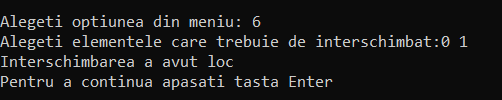 Alegeti optiunea din meniu: 6
Alegeti elementele care trebuie de interschimbat:0 1
Interschimbarea a avut loc
Pentru a continua apasati tasta Enter